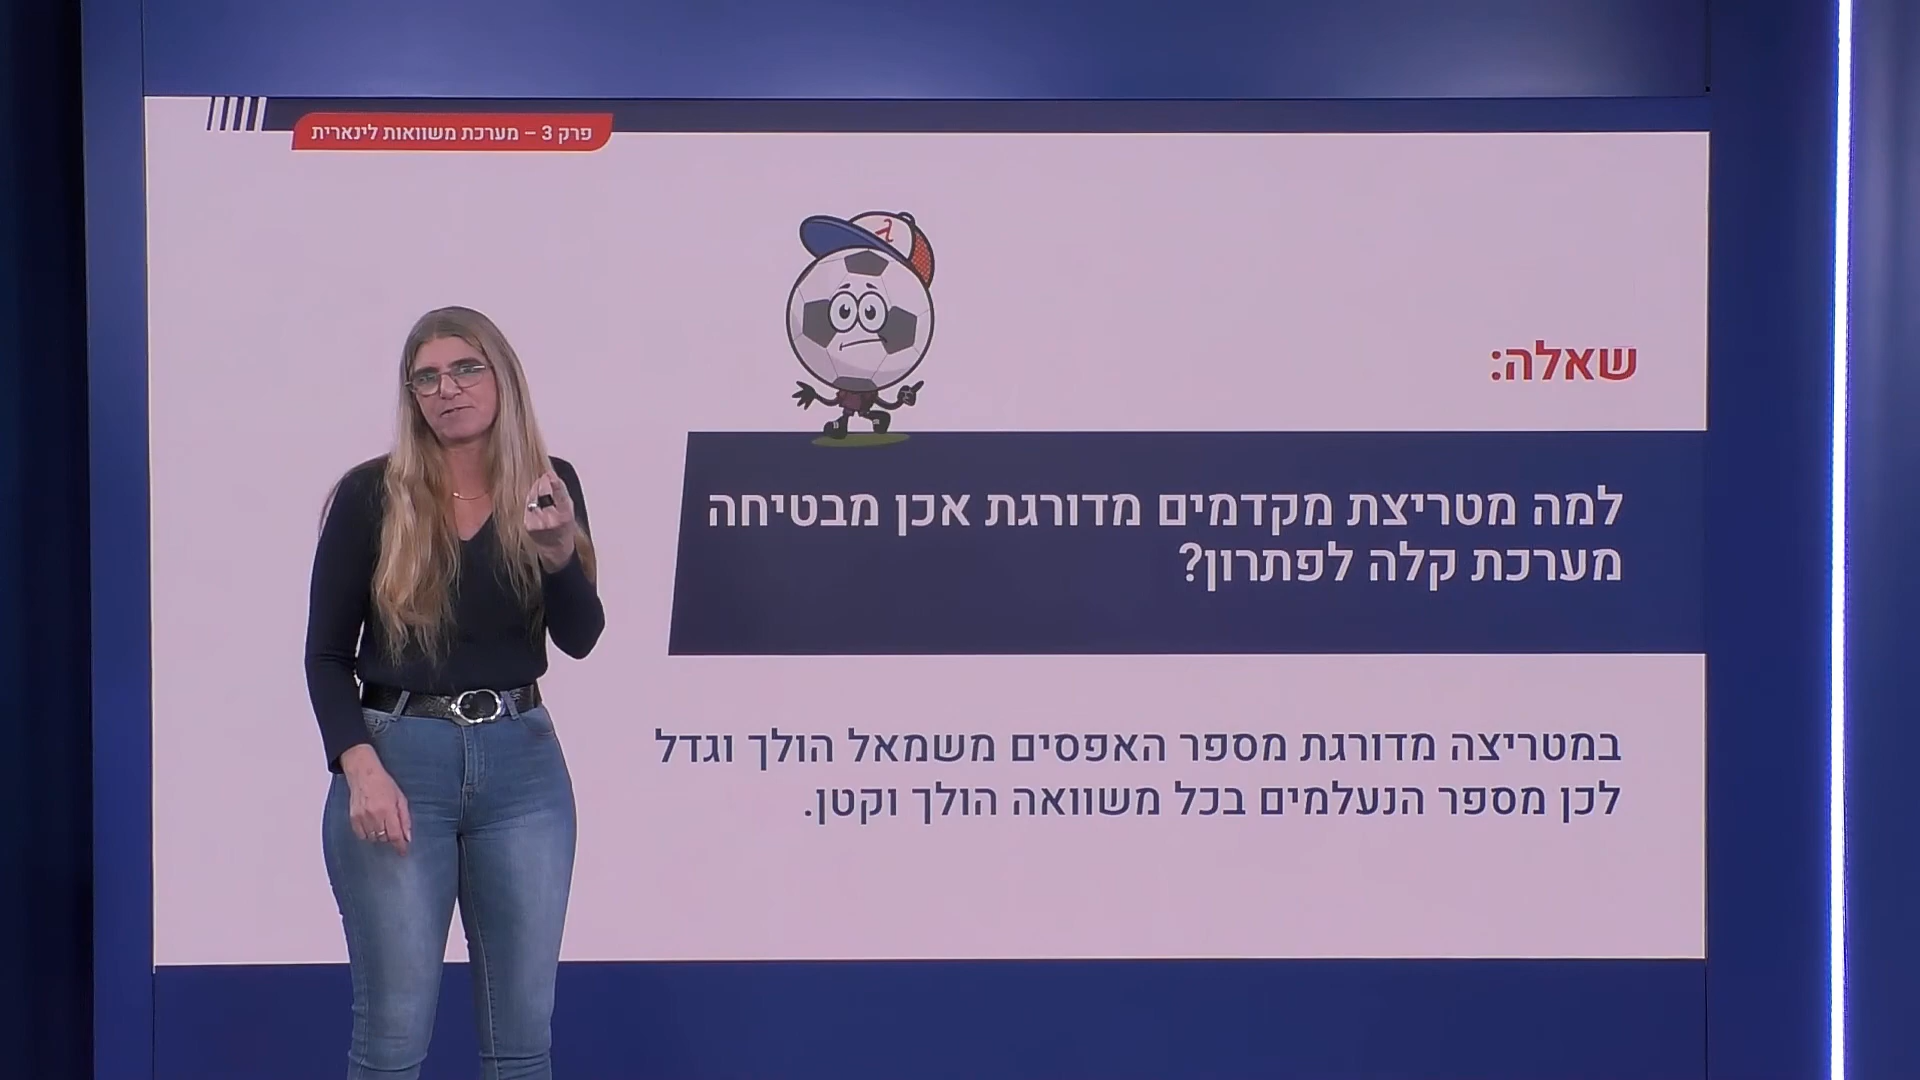 פרק 3 – מערכת משוואות לינארית
λ
שאלה:
למה מטריצת מקדמים מדורגת אכן מבטיחה
מערכת קלה לפתרון?
במטריצה מדורגת מספר האפסים משמאל הולך וגדל
לכן מספר הנעלמים בכל משוואה הולך וקטן.